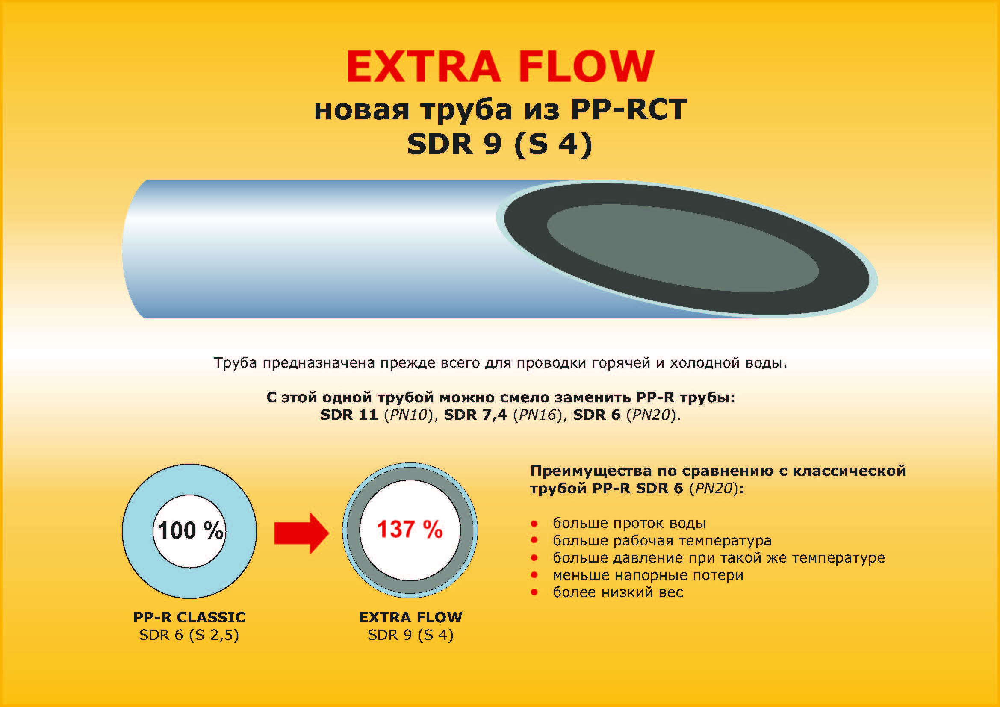 EXTRA FLOW
новая труба из PP-RCT
SDR 9 (S 4)
Труба предназначена прежде всего для проводки горячей и холодной воды.
С этой одной трубой можно смело заменить PP-R трубы:
SDR 11 (PN10), SDR 7,4 (PN16), SDR 6 (PN20).
100 %
137 %
PP-R CLASSIC
SDR 6 (S 2,5)
EXTRA FLOW
SDR 9 (S 4)
Преимущества по сравнению с классической
трубой PP-R SDR 6 (PN20):
• больше проток воды
• больше рабочая температура
• больше давление при такой же температуре
• меньше напорные потери
• более низкий вес